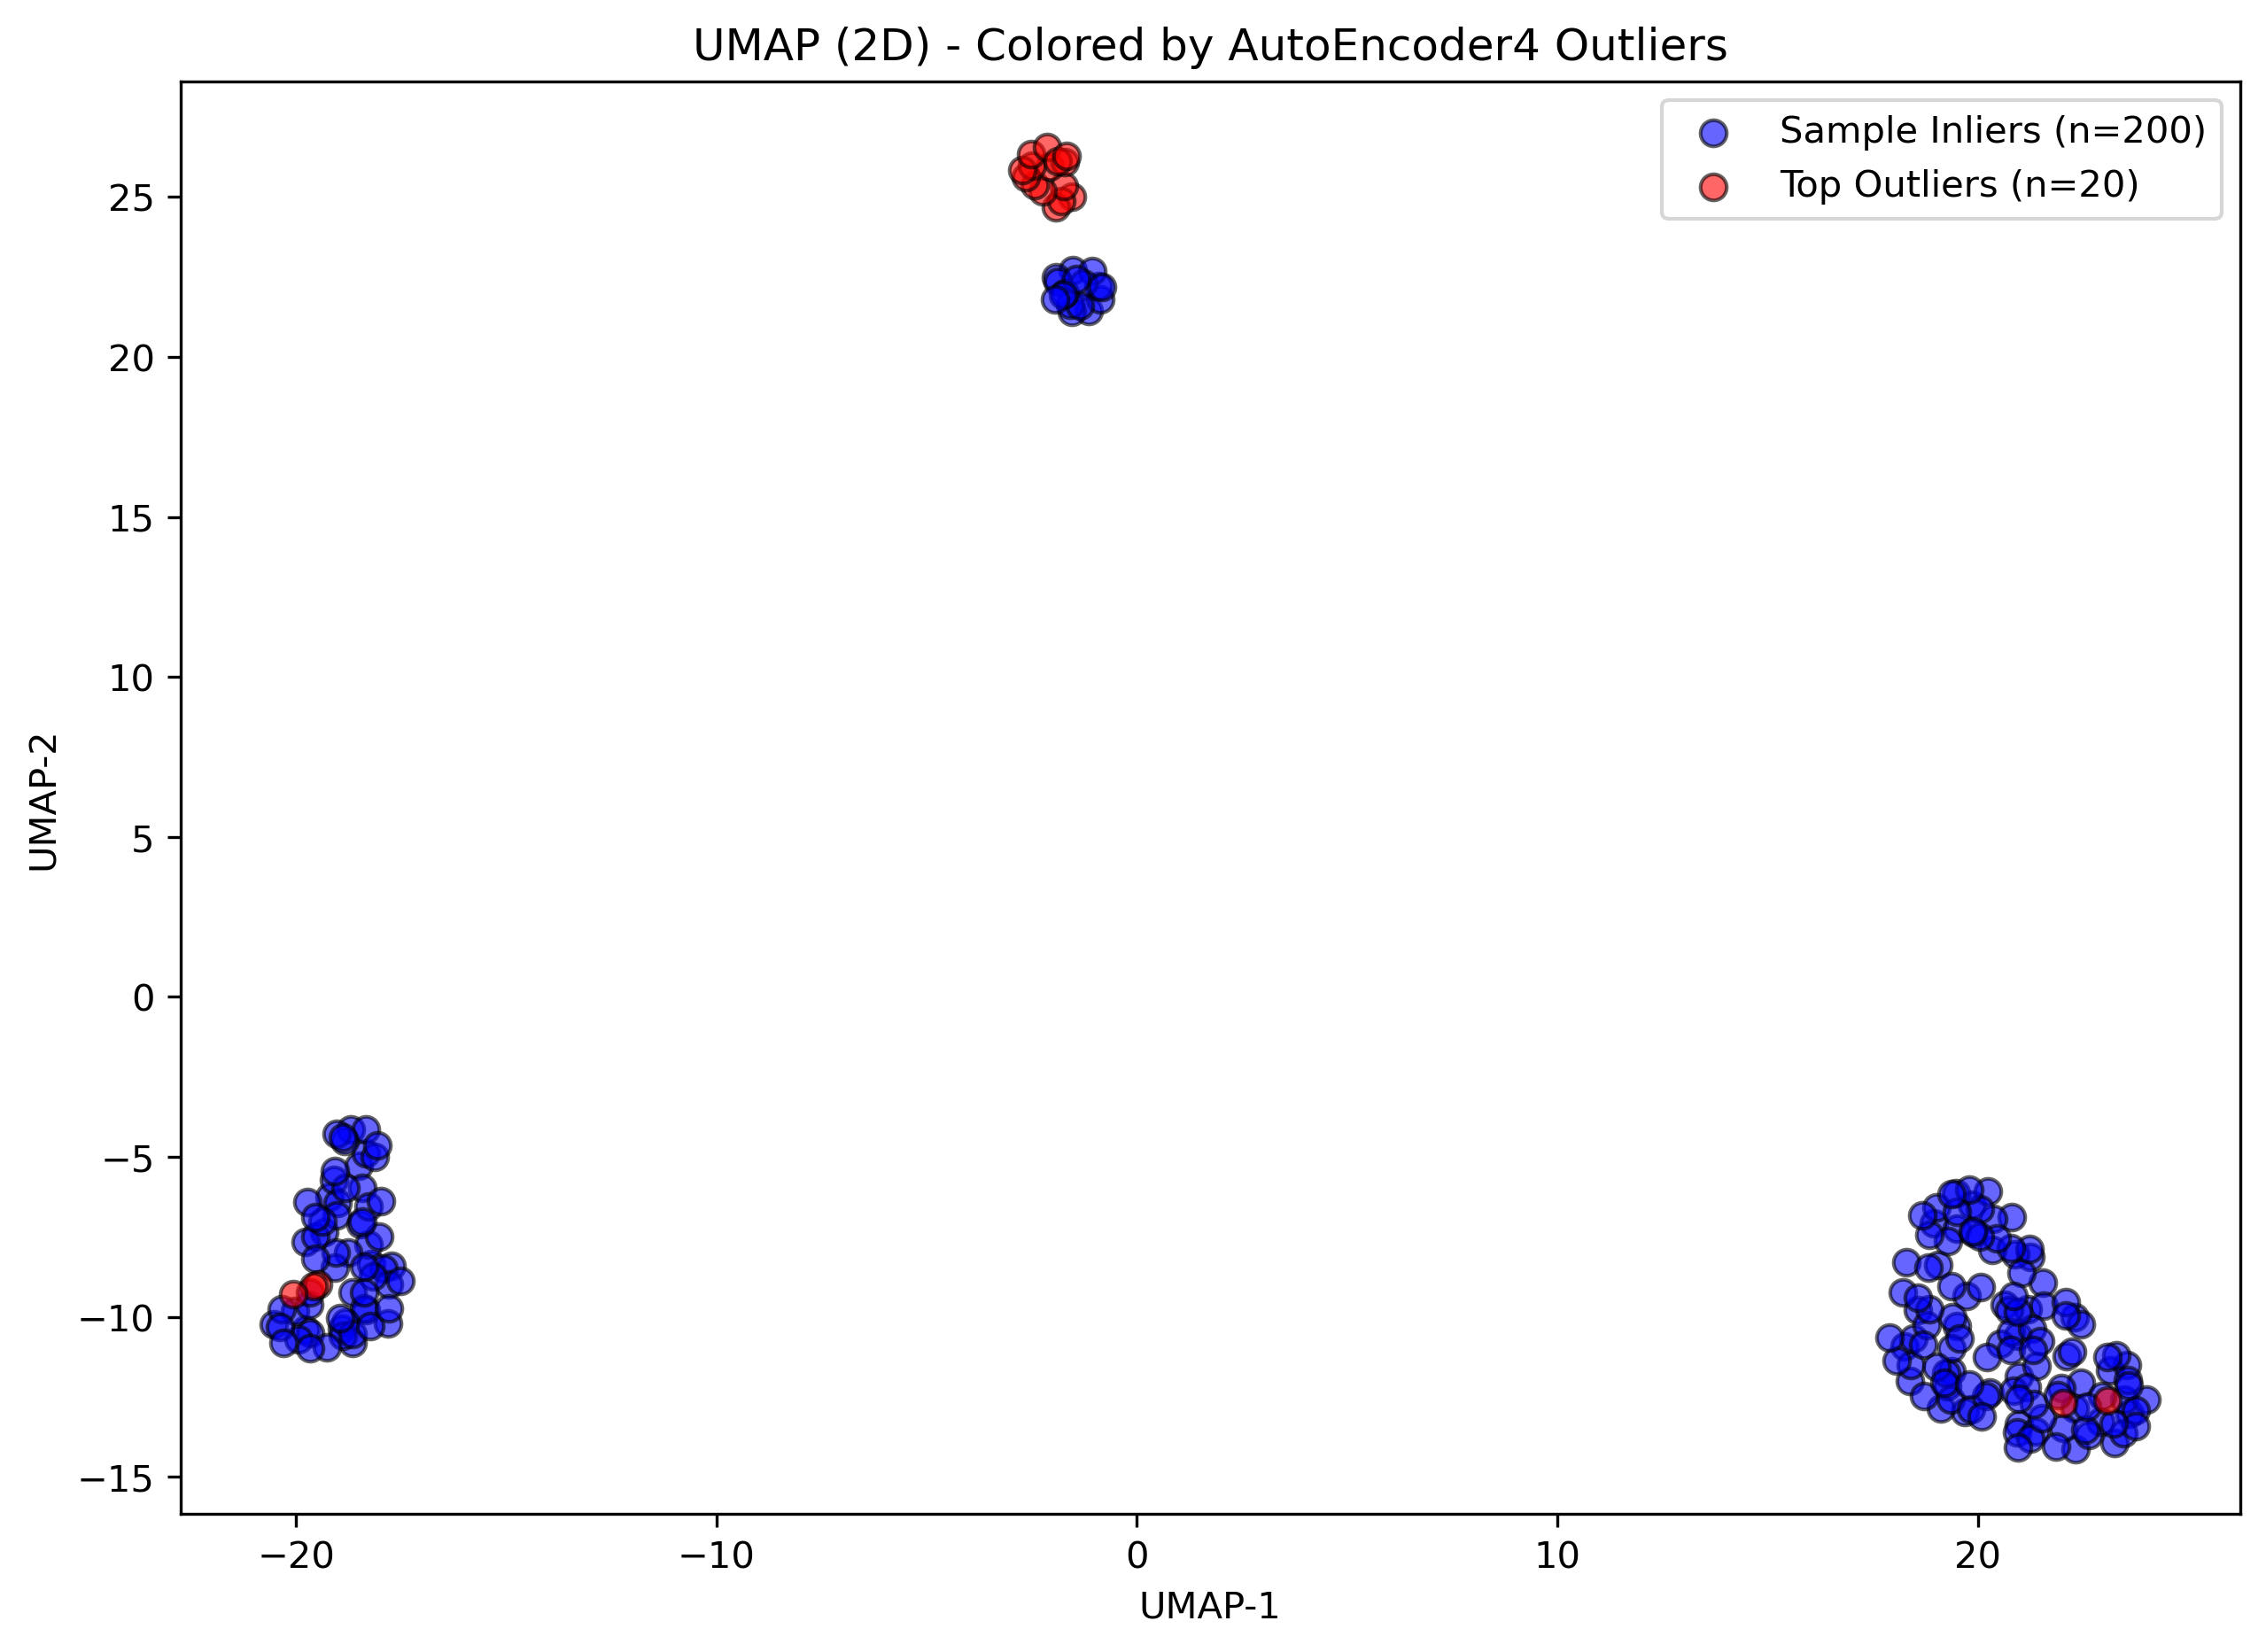 UMAP (2D) - Colored by AutoEncoder4 Outliers
Sample Inliers (n=200)
Top Outliers (n=20)
25
20
15
10
5
0
−5
−10
−15
UMAP-2
−20
−10
0
10
20
UMAP-1